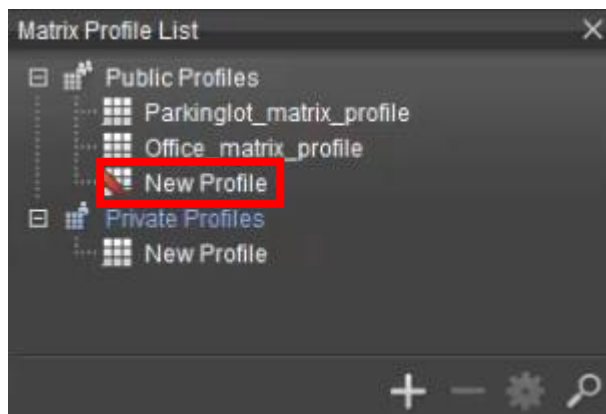 Matrix Profile List
Public Profiles
Parkinglot_matrix_profile
Office_matrix_profile
New Profile
Private Profiles
New Profile